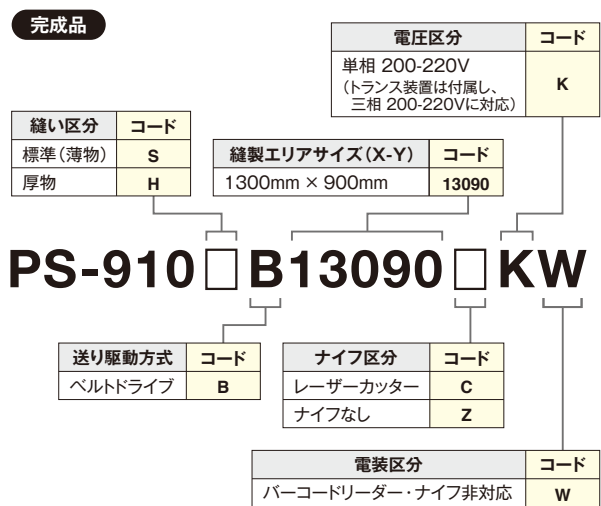 完成品
電圧区分 コード
単相 200-220V
（トランス装置は付属し、
三相 200-220Vに対応）
K
縫い区分 コード
標準（薄物） S
厚物 H
縫製エリアサイズ（X-Y） コード
1300mm × 900mm 13090
PS-910□B13090□KW
送り駆動方式 コード
ベルトドライブ B
ナイフ区分 コード
レーザーカッター C
ナイフなし Z
電装区分 コード
バーコードリーダー・ナイフ非対応 W